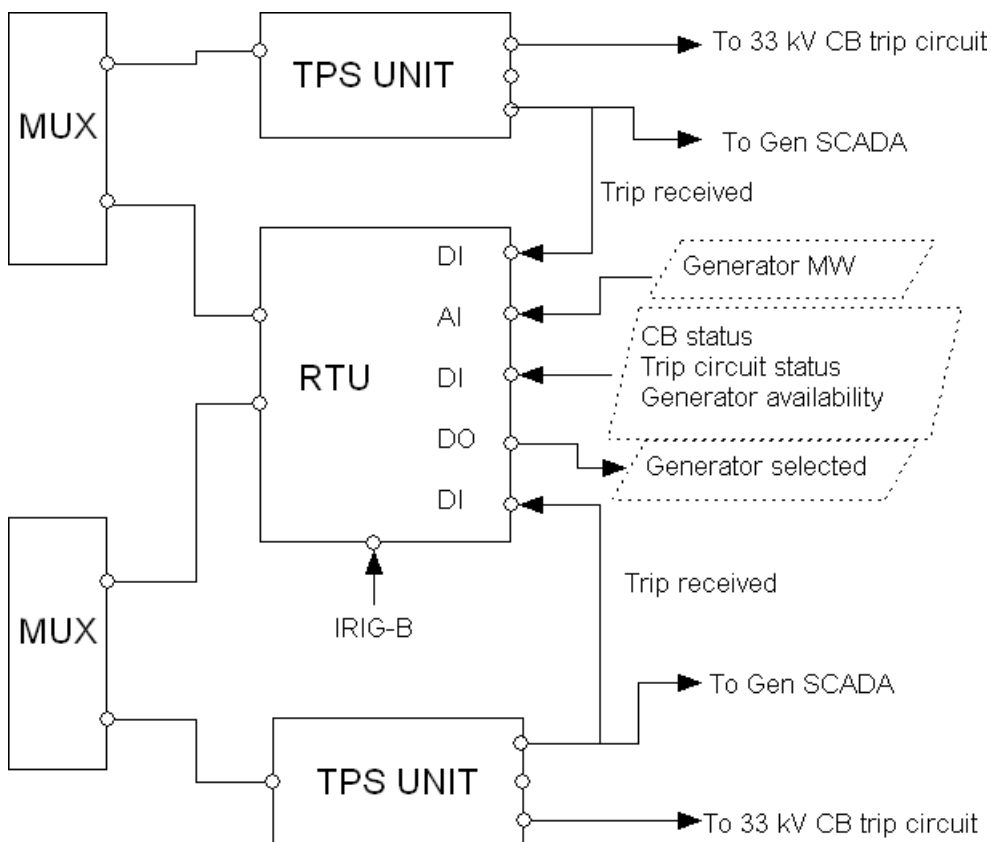 To 33 kV CB trip circuit
TPS UNIT
MUX
To Gen SCADA
Trip received
DI
Generator MW
AI
CB status
RTU
DI
Trip circuit status
Generator availability
DO
Generator selected
DI
Trip received
IRIG-B
MUX
To Gen SCADA
TPS UNIT
To 33 kV CB trip circuit